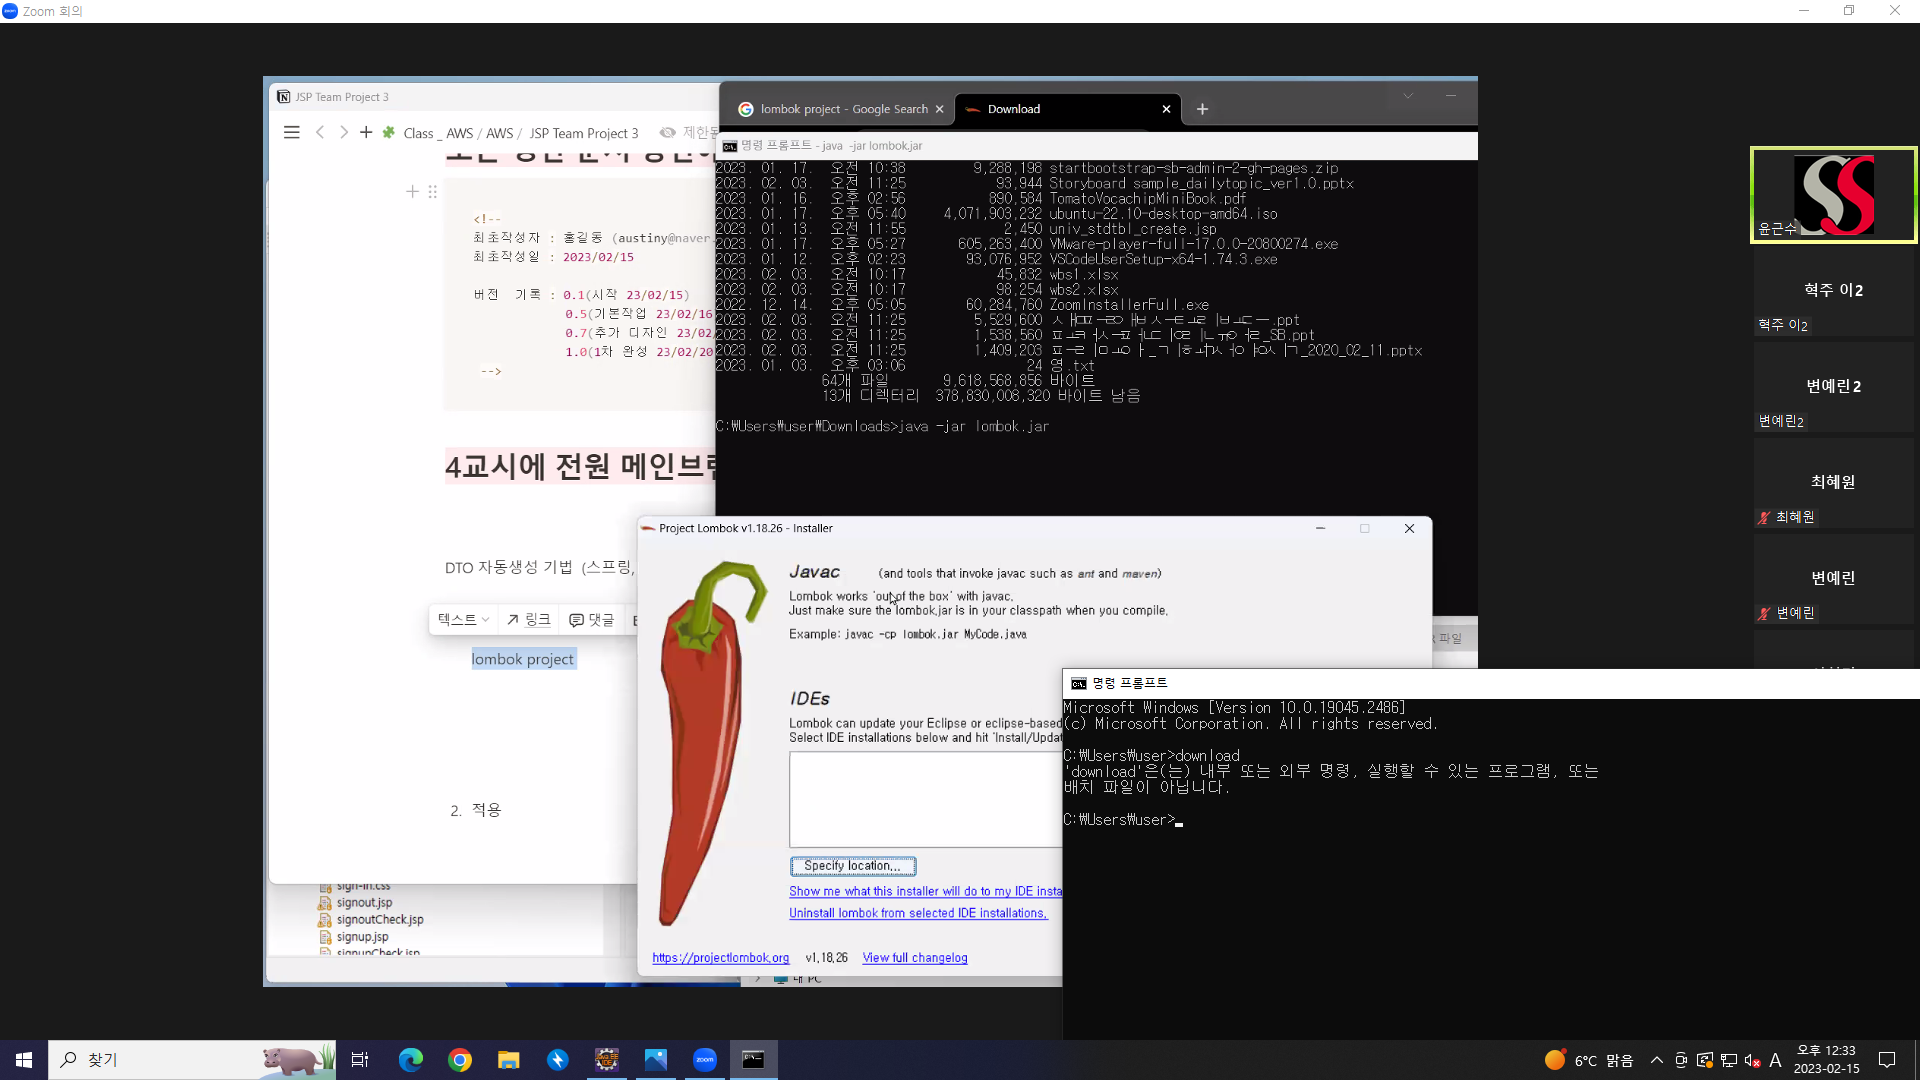 Zoom 회의
JSP Team Project 3
Class _ AWS / AWS / JSP Team Project 3
<!--
최초작성자 : 홍길동 (austiny@naver.
최초작성일 : 2023/02/15
버전 기록 : 0.1(시작 23/02/15)
0.5(기본작업 23/02/16
0.7(추가 디자인 23/02/
1.0(1차 완성 23/02/20
-->
4교시에 전원
DTO 자동생성 기법 (스프링,
텍스트
링크
댓글
lombok project
2. 적용
sign-in.css
signout.jsp
signoutCheck.jsp
signup.jsp
signupCheck.jsp
lombok project - Google Search
Download
명령 프롬프트 - java -jar lombok.jar
2023. 01. 17. 오전 10:38 9,288,198 startbootstrap-sb-admin-2-gh-pages.zip
2023. 02. 03. 오전 11:25 93,944 Storyboard sample_dailytopic_ver1.0.pptx
2023. 01. 16. 오후 02:56 890,584 TomatoVocachipMiniBook.pdf
2023. 01. 17. 오후 05:40 4,071,903,232 ubuntu-22.10-desktop-amd64.iso
2023. 01. 13. 오전 11:55 2,450 univ_stdtbl_create.jsp
2023. 01. 17. 오후 05:27 605,263,400 VMware-player-full-17.0.0-20800274.exe
2023. 01. 12. 오후 02:23 93,076,952 VSCodeUserSetup-x64-1.74.3.exe
2023. 02. 03. 오전 10:17 45,832 wbs1.xlsx
2023. 02. 03. 오전 10:17 98,254 wbs2.xlsx
2022. 12. 14. 오후 05:05 60,284,760 ZoomInstallerFull.exe
2023. 02. 03. 오전 11:25 5,529,600 .ppt
2023. 02. 03. 오전 11:25 1,538,560 _SB.ppt
2023. 02. 03. 오전 11:25 1,409,203 _2020_02_11.pptx
2023. 01. 03. 오후 03:06 24 영.txt
64개 파일 9,618,568,856 바이트
13개 디렉터리 378,830,008,320 바이트 남음
C:₩Users₩user₩Downloads>java -jar lombok.jar
Project Lombok v1.18.26 - Installer
Javac (and tools that invoke javac such as ant and maven)
Lombok works 'out of the box' with javac.
Just make sure the lombok.jar is in your classpath when you compile.
Example: javac -cp lombok.jar MyCode.java
IDEs
Lombok can update your Eclipse or eclipse-based
Select IDE installations below and hit 'Install/Updat
Specify location...
Show me what this installer will do to my IDE insta
Uninstall lombok from selected IDE installations.
https://projectlombok.org v1.18.26 View full changelog
파일
내 PC
명령 프롬프트
Microsoft Windows [Version 10.0.19045.2486]
(c) Microsoft Corporation. All rights reserved.
C:₩Users₩user>download
'download'은(는) 내부 또는 외부 명령, 실행할 수 있는 프로그램, 또는
배치 파일이 아닙니다.
C:₩Users₩user>
윤근수
혁주 이2
혁주 이2
변예린2
변예린2
최혜원
최혜원
변예린
변예린
찾기
zoom
6°C 맑음
A
오후 12:33
2023-02-15